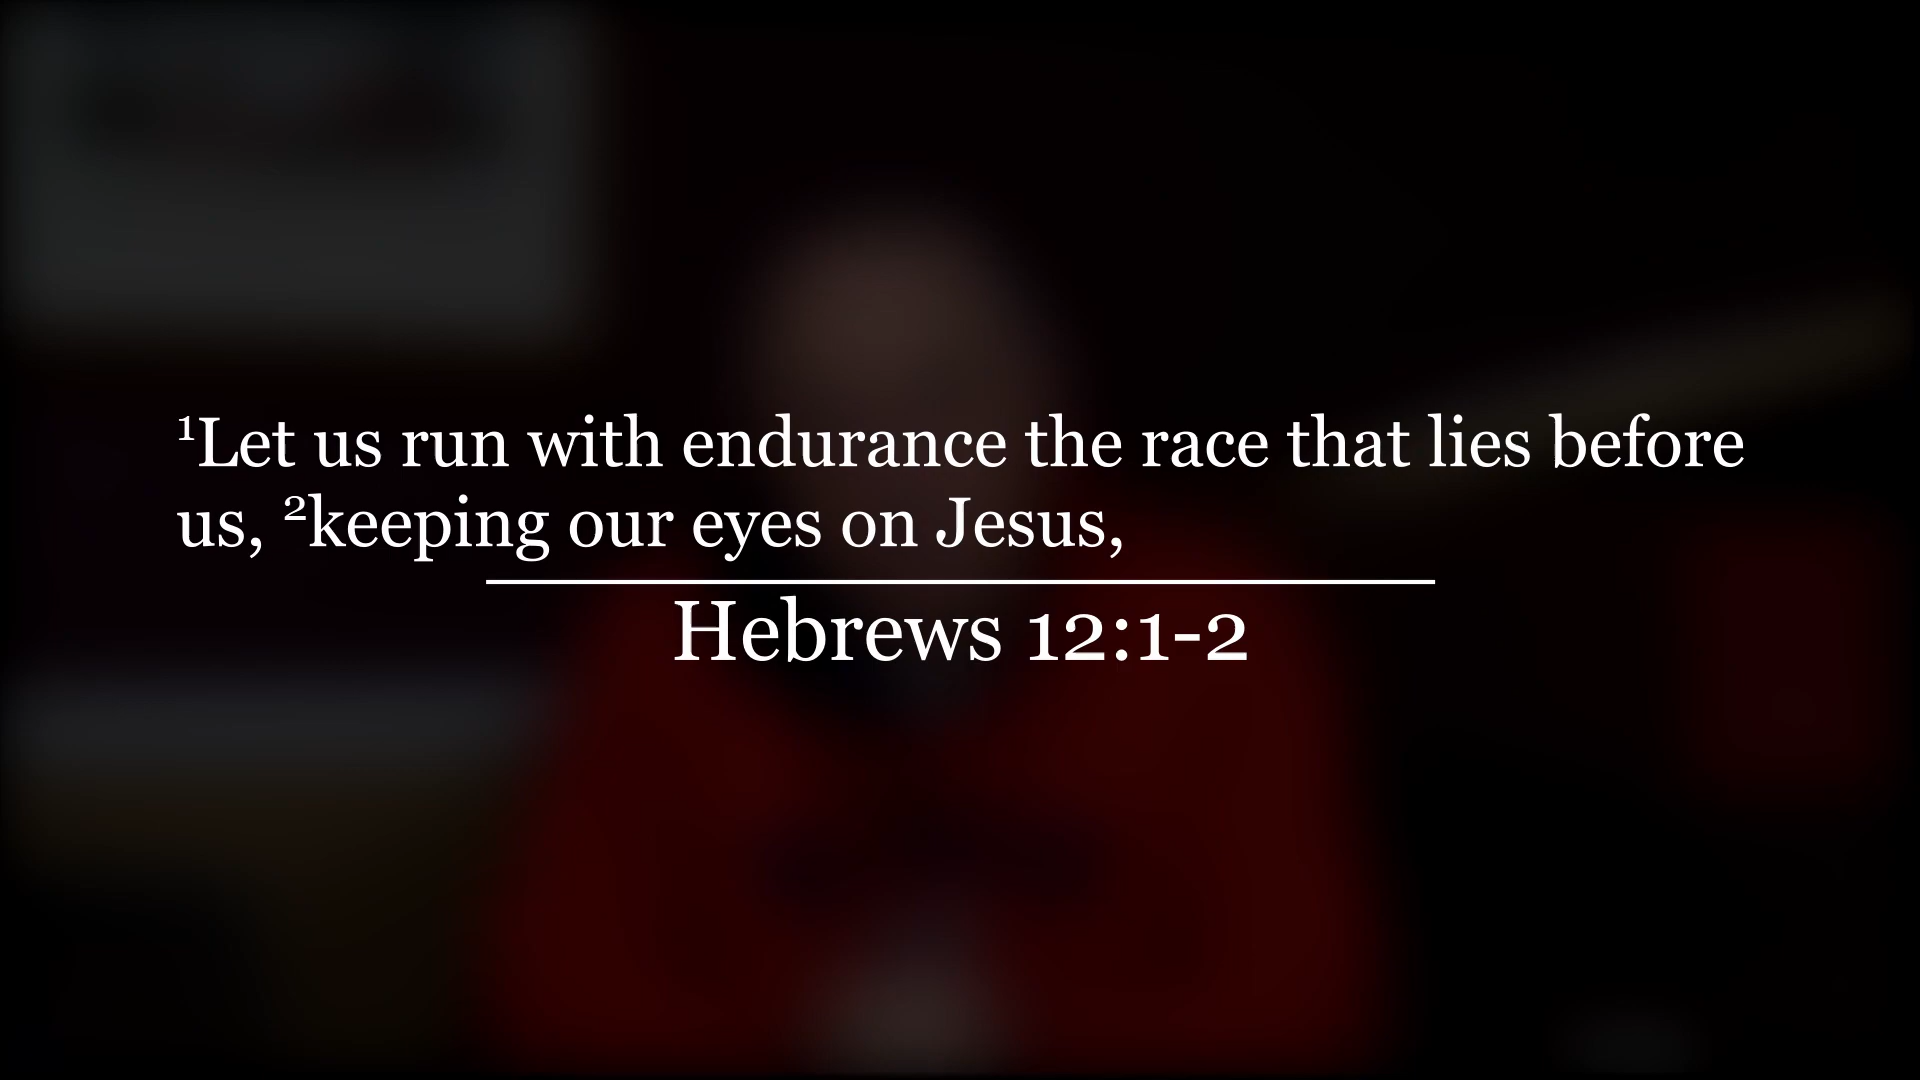 ¹Let us run with endurance the race that lies before
us, ²keeping our eyes on Jesus,
Hebrews 12:1-2